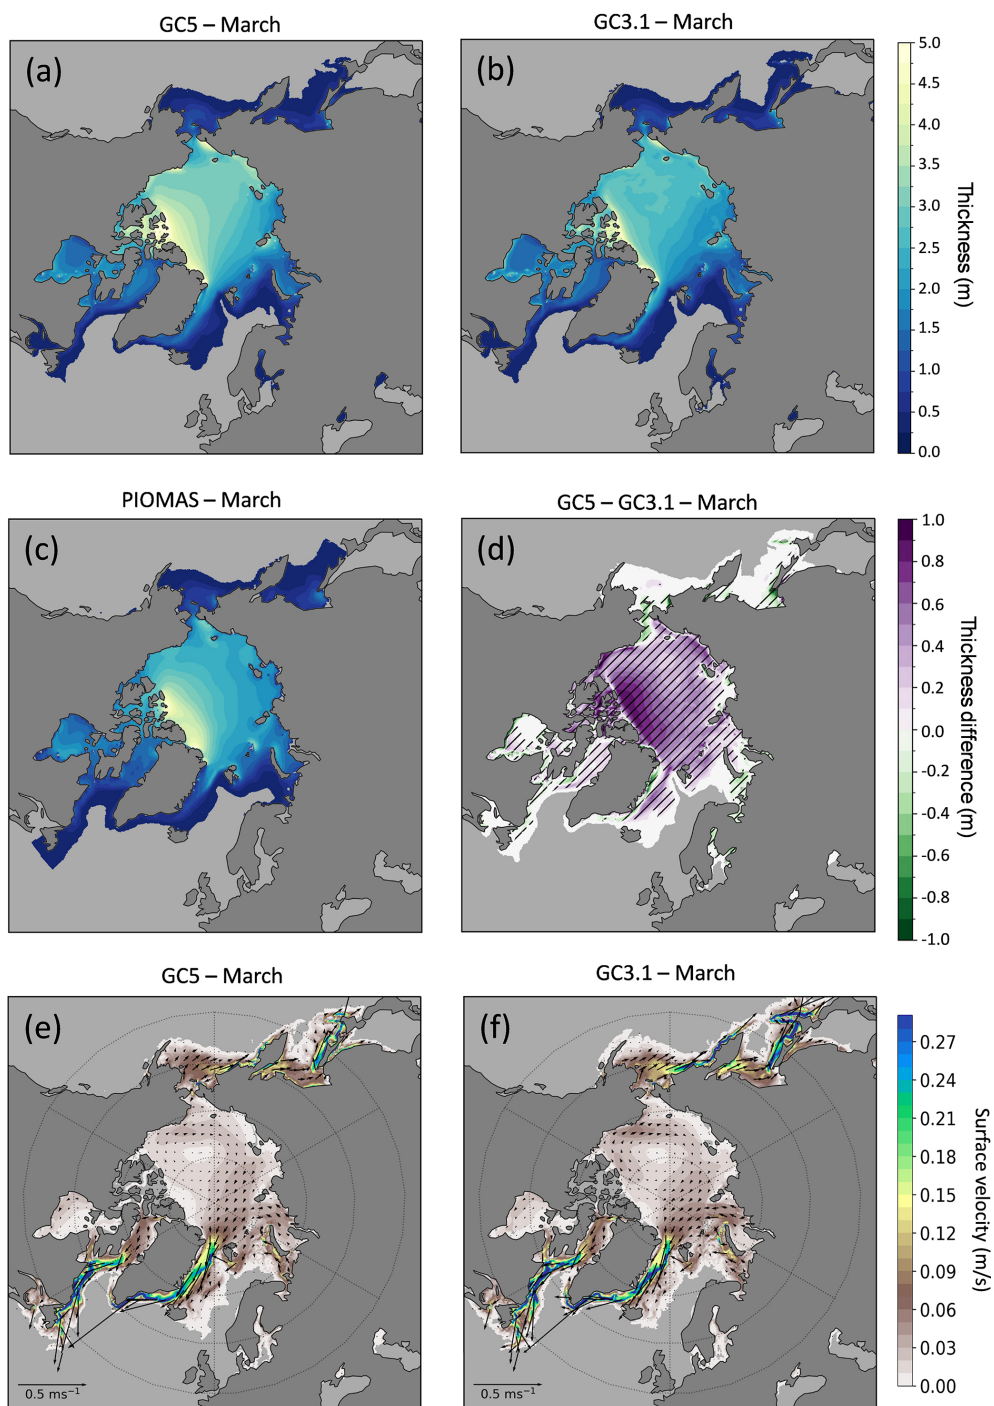 GC5 – March
GC3.1 – March
(a)
(b)
5.0
4.5
4.0
3.5
3.0
2.5
2.0
1.5
1.0
0.5
0.0
Thickness (m)
PIOMAS – March
GC5 – GC3.1 – March
(c)
(d)
1.0
0.8
0.6
0.4
0.2
0.0
-0.2
-0.4
-0.6
-0.8
-1.0
Thickness difference (m)
GC5 – March
GC3.1 – March
(e)
(f)
0.27
0.24
0.21
0.18
0.15
0.12
0.09
0.06
0.03
0.00
Surface velocity (m/s)
0.5 ms⁻¹
0.5 ms⁻¹